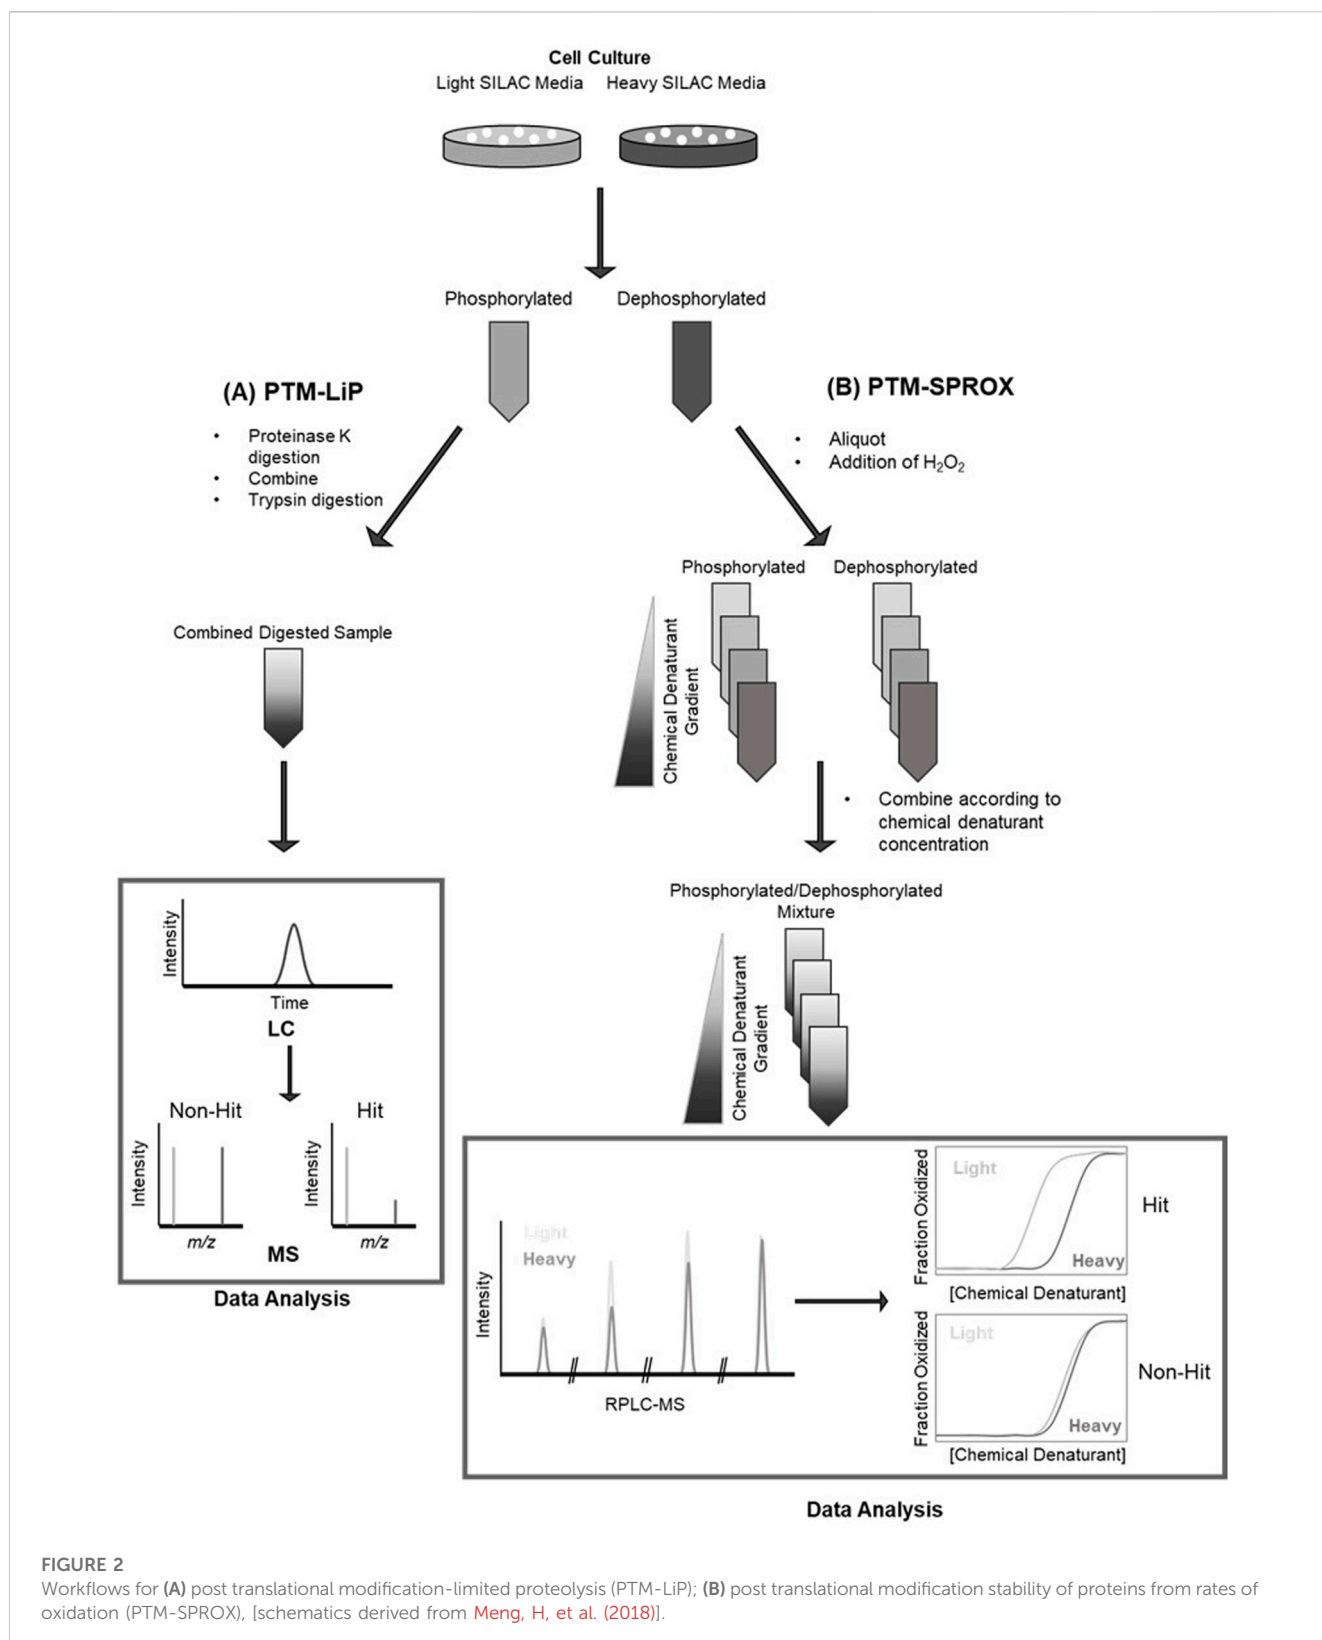 Cell Culture
Light SILAC Media
Heavy SILAC Media
Phosphorylated
Dephosphorylated
(A) PTM-LiP
• Proteinase K
digestion
• Combine
• Trypsin digestion
(B) PTM-SPROX
• Aliquot
• Addition of H₂O₂
Combined Digested Sample
Phosphorylated
Dephosphorylated
Chemical Denaturant
Gradient
• Combine according to
chemical denaturant
concentration
Phosphorylated/Dephosphorylated
Mixture
Chemical Denaturant
Gradient
Intensity
Time
LC
Non-Hit
Hit
Intensity
m/z
Intensity
m/z
MS
Data Analysis
Intensity
Light
Heavy
RPLC-MS
Fraction Oxidized
Light
Heavy
[Chemical Denaturant]
Hit
Fraction Oxidized
Light
Heavy
[Chemical Denaturant]
Non-Hit
Data Analysis
FIGURE 2
Workflows for (A) post translational modification-limited proteolysis (PTM-LiP); (B) post translational modification stability of proteins from rates of
oxidation (PTM-SPROX), [schematics derived from Meng, H, et al. (2018)].